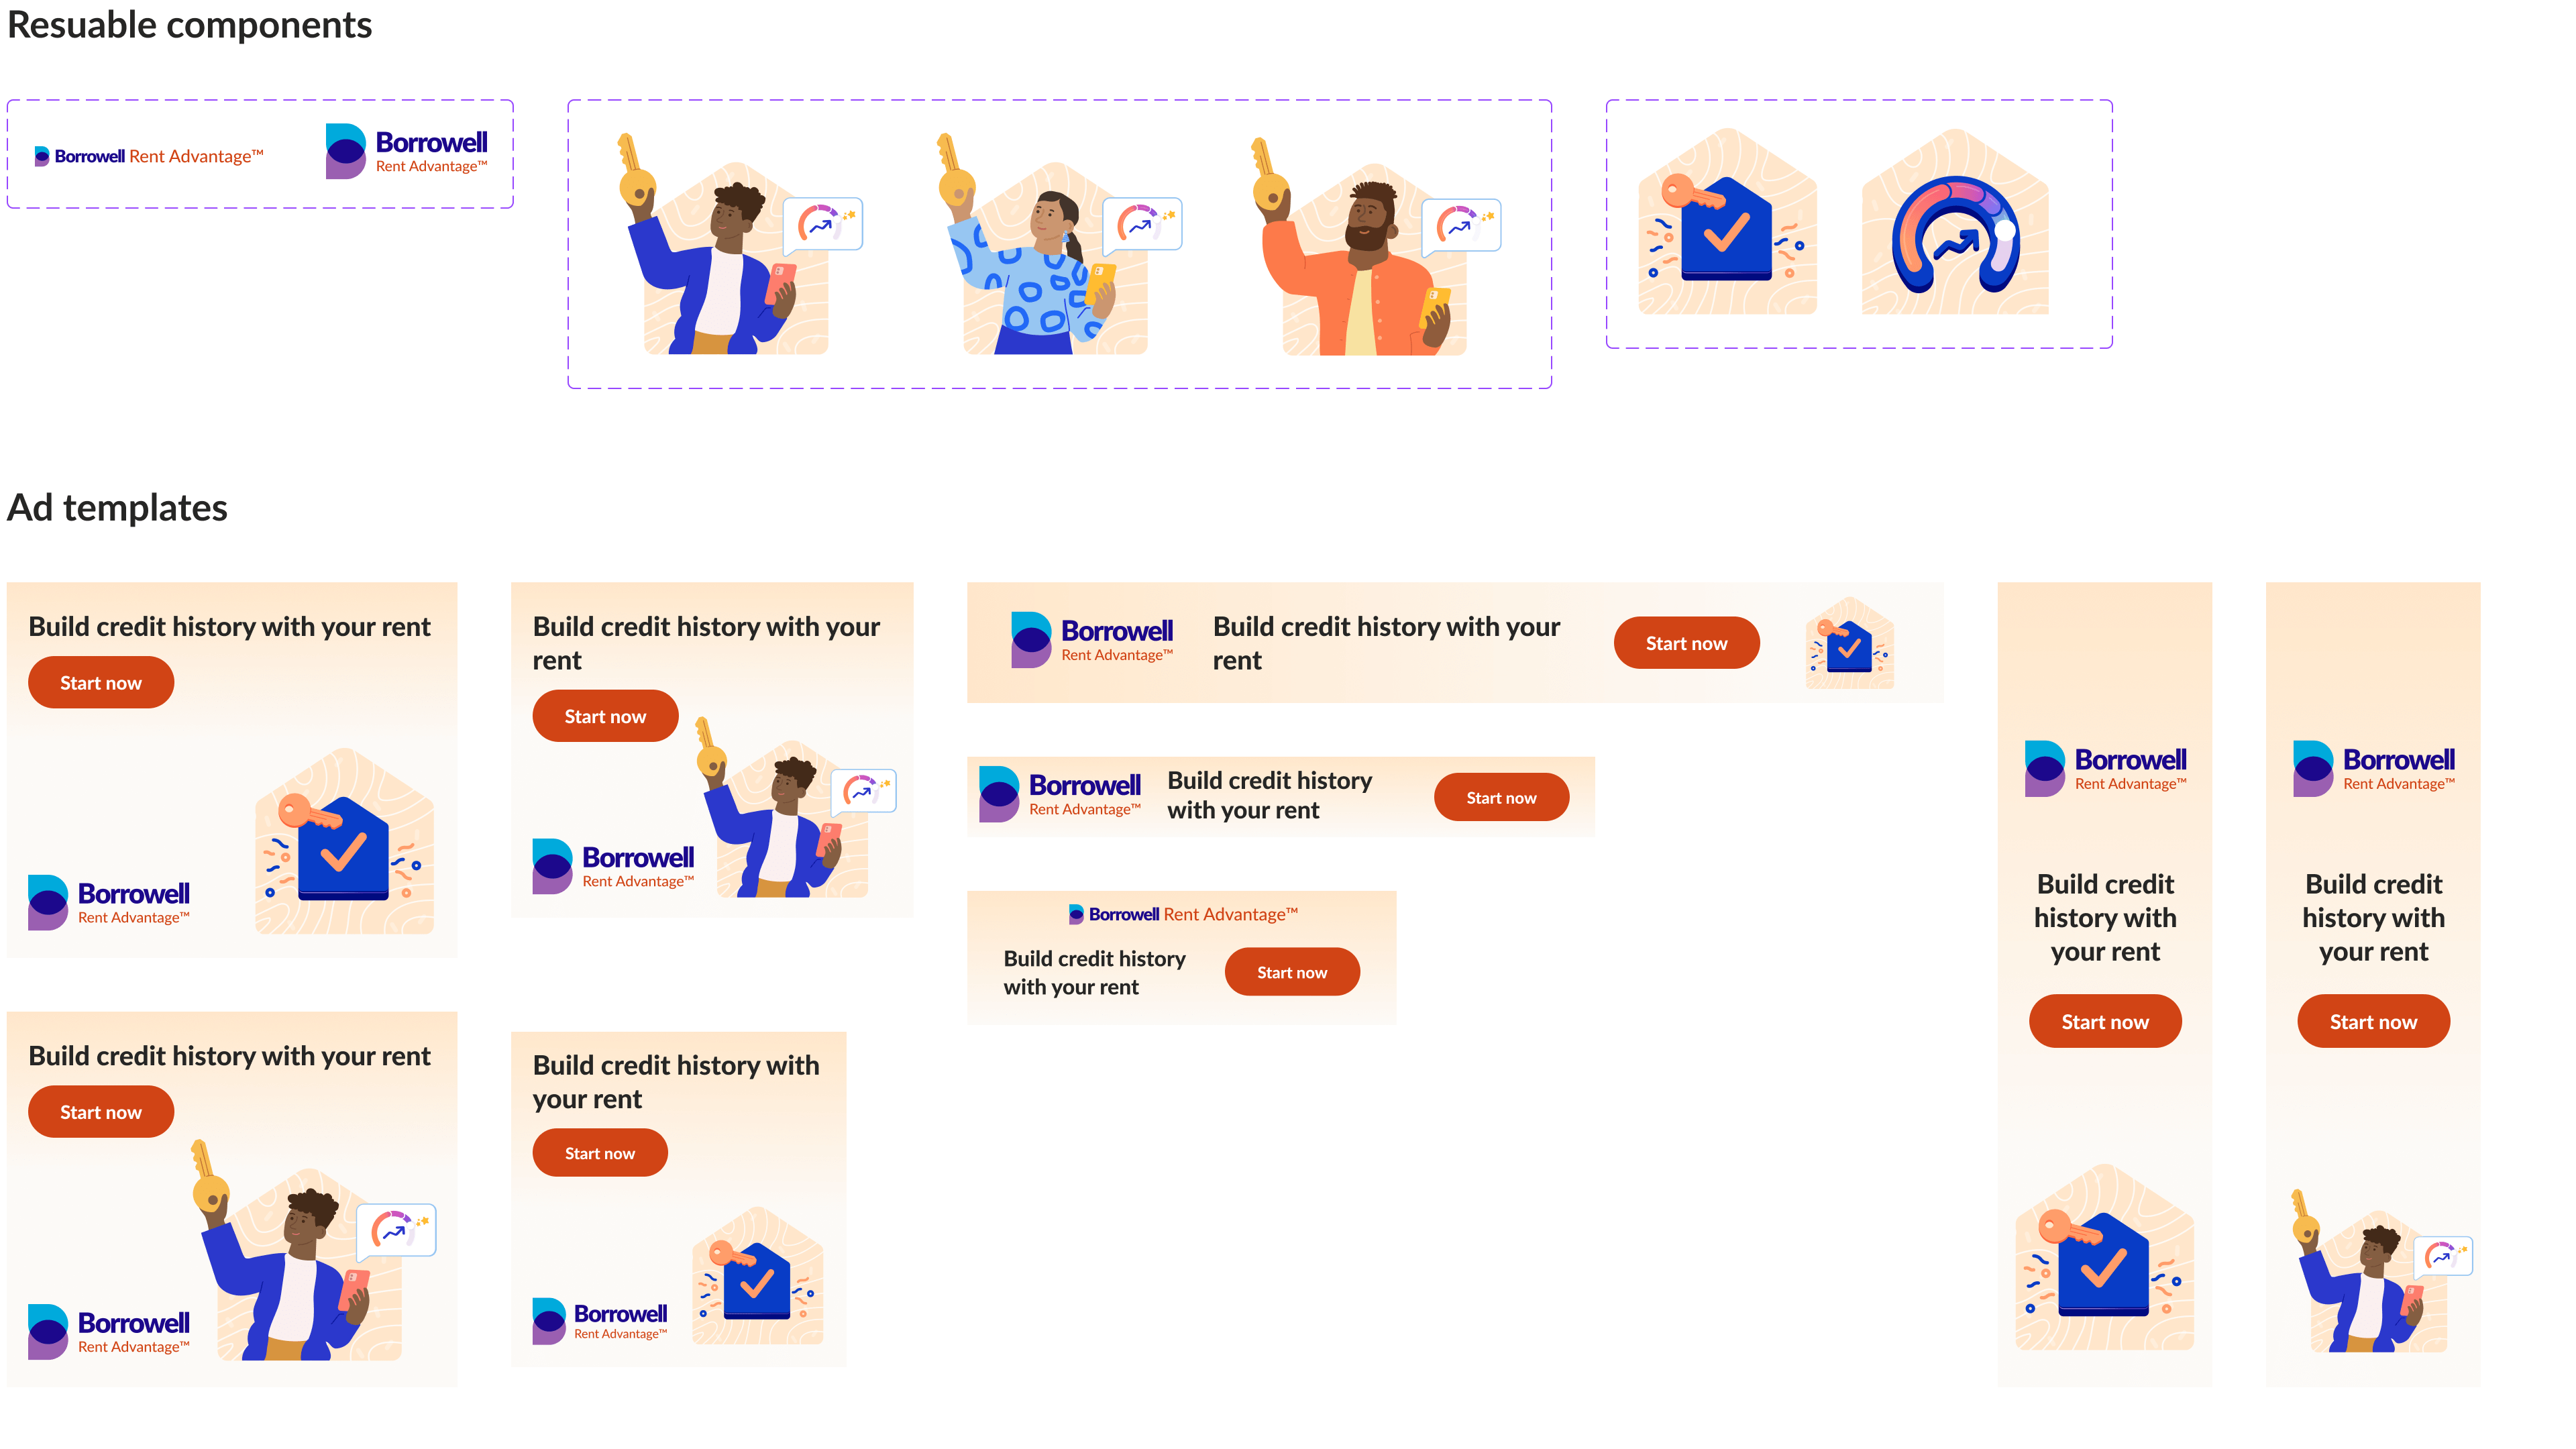 Resuable components
Borrowell Rent Advantage™
Borrowell
Rent Advantage™
Ad templates
Build credit history with your rent
Start now
Borrowell
Rent Advantage™
Build credit history with your
rent
Start now
Borrowell
Rent Advantage™
Borrowell
Rent Advantage™
Build credit history with your
rent
Start now
Borrowell
Rent Advantage™
Build credit history
with your rent
Start now
Borrowell Rent Advantage™
Build credit history
with your rent
Start now
Borrowell
Rent Advantage™
Build credit
history with
your rent
Start now
Borrowell
Rent Advantage™
Build credit
history with
your rent
Start now
Build credit history with your rent
Start now
Borrowell
Rent Advantage™
Build credit history with
your rent
Start now
Borrowell
Rent Advantage™